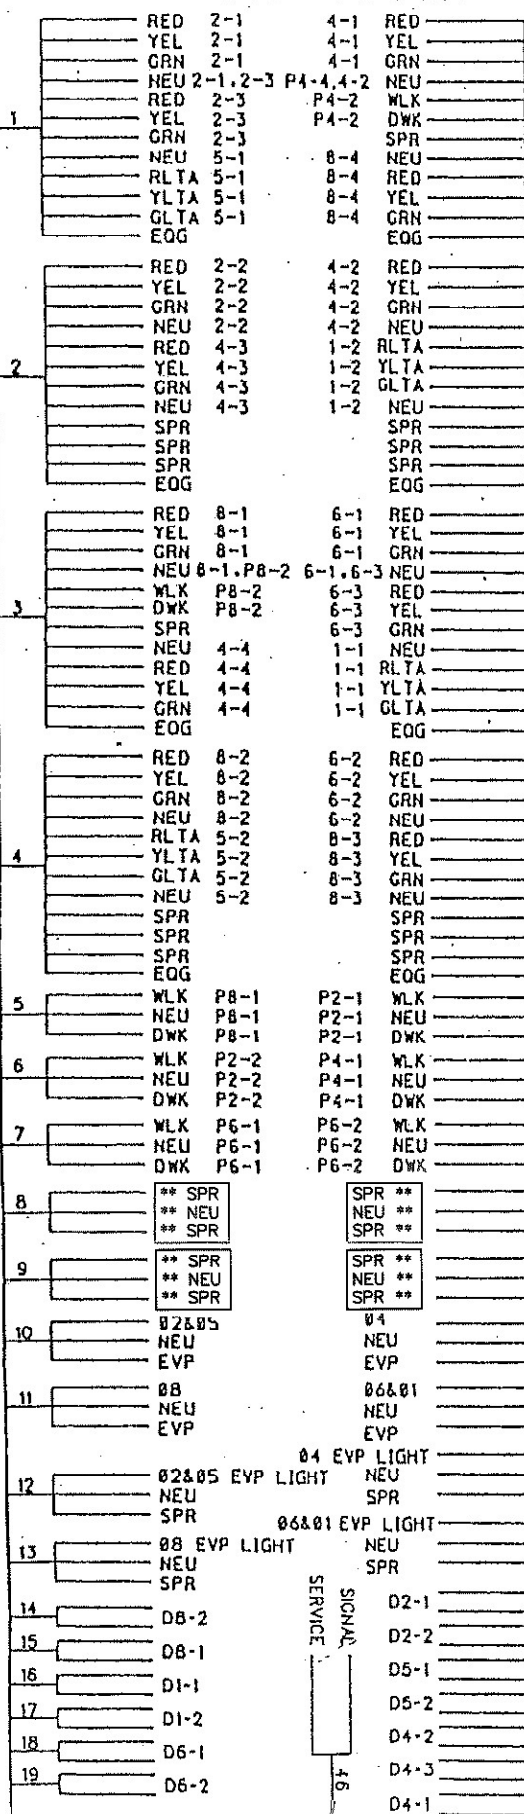 RED 2-1 4-1 RED
YEL 2-1 4-1 YEL
GRN 2-1 4-1 GRN
NEU 2-1,2-3 P4-4,4-2 NEU
RED 2-3 P4-2 WLK
1 YEL 2-3 P4-2 DWK
GRN 2-3 SPR
NEU 5-1 8-4 NEU
RLTA 5-1 8-4 RED
YLTA 5-1 8-4 YEL
GLTA 5-1 8-4 GRN
EOG EOG
RED 2-2 4-2 RED
YEL 2-2 4-2 YEL
GRN 2-2 4-2 GRN
NEU 2-2 4-2 NEU
RED 4-3 1-2 RLTA
2 YEL 4-3 1-2 YLTA
GRN 4-3 1-2 GLTA
NEU 4-3 1-2 NEU
SPR SPR
SPR SPR
SPR SPR
EOG EOG
RED 8-1 6-1 RED
YEL 8-1 6-1 YEL
GRN 8-1 6-1 GRN
NEU 8-1,P8-2 6-1,6-3 NEU
WLK P8-2 6-3 RED
3 DWK P8-2 6-3 YEL
SPR 6-3 GRN
NEU 4-4 1-1 NEU
RED 4-4 1-1 RLTA
YEL 4-4 1-1 YLTA
GRN 4-4 1-1 GLTA
EOG EOG
RED 8-2 6-2 RED
YEL 8-2 6-2 YEL
GRN 8-2 6-2 GRN
NEU 8-2 6-2 NEU
RLTA 5-2 8-3 RED
4 YLTA 5-2 8-3 YEL
GLTA 5-2 8-3 GRN
NEU 5-2 8-3 NEU
SPR SPR
SPR SPR
SPR SPR
EOG EOG
WLK P8-1 P2-1 WLK
5 NEU P8-1 P2-1 NEU
DWK P8-1 P2-1 DWK
WLK P2-2 P4-1 WLK
6 NEU P2-2 P4-1 NEU
DWK P2-2 P4-1 DWK
WLK P6-1 P6-2 WLK
7 NEU P6-1 P6-2 NEU
DWK P6-1 P6-2 DWK
** SPR SPR **
8 ** NEU NEU **
** SPR SPR **
** SPR SPR **
9 ** NEU NEU **
** SPR SPR **
02&05 04
10 NEU NEU
EVP EVP
08 06&01
11 NEU NEU
EVP EVP
04 EVP LIGHT
02&05 EVP LIGHT NEU
12 NEU SPR
SPR
06&01 EVP LIGHT
08 EVP LIGHT NEU
13 NEU SPR
SPR
SIGNAL
SERVICE
46
14 D8-2 D2-1
15 D8-1 D2-2
16 D1-1 D5-1
17 D1-2 D5-2
18 D6-1 D4-2
19 D6-2 D4-3
D4-1